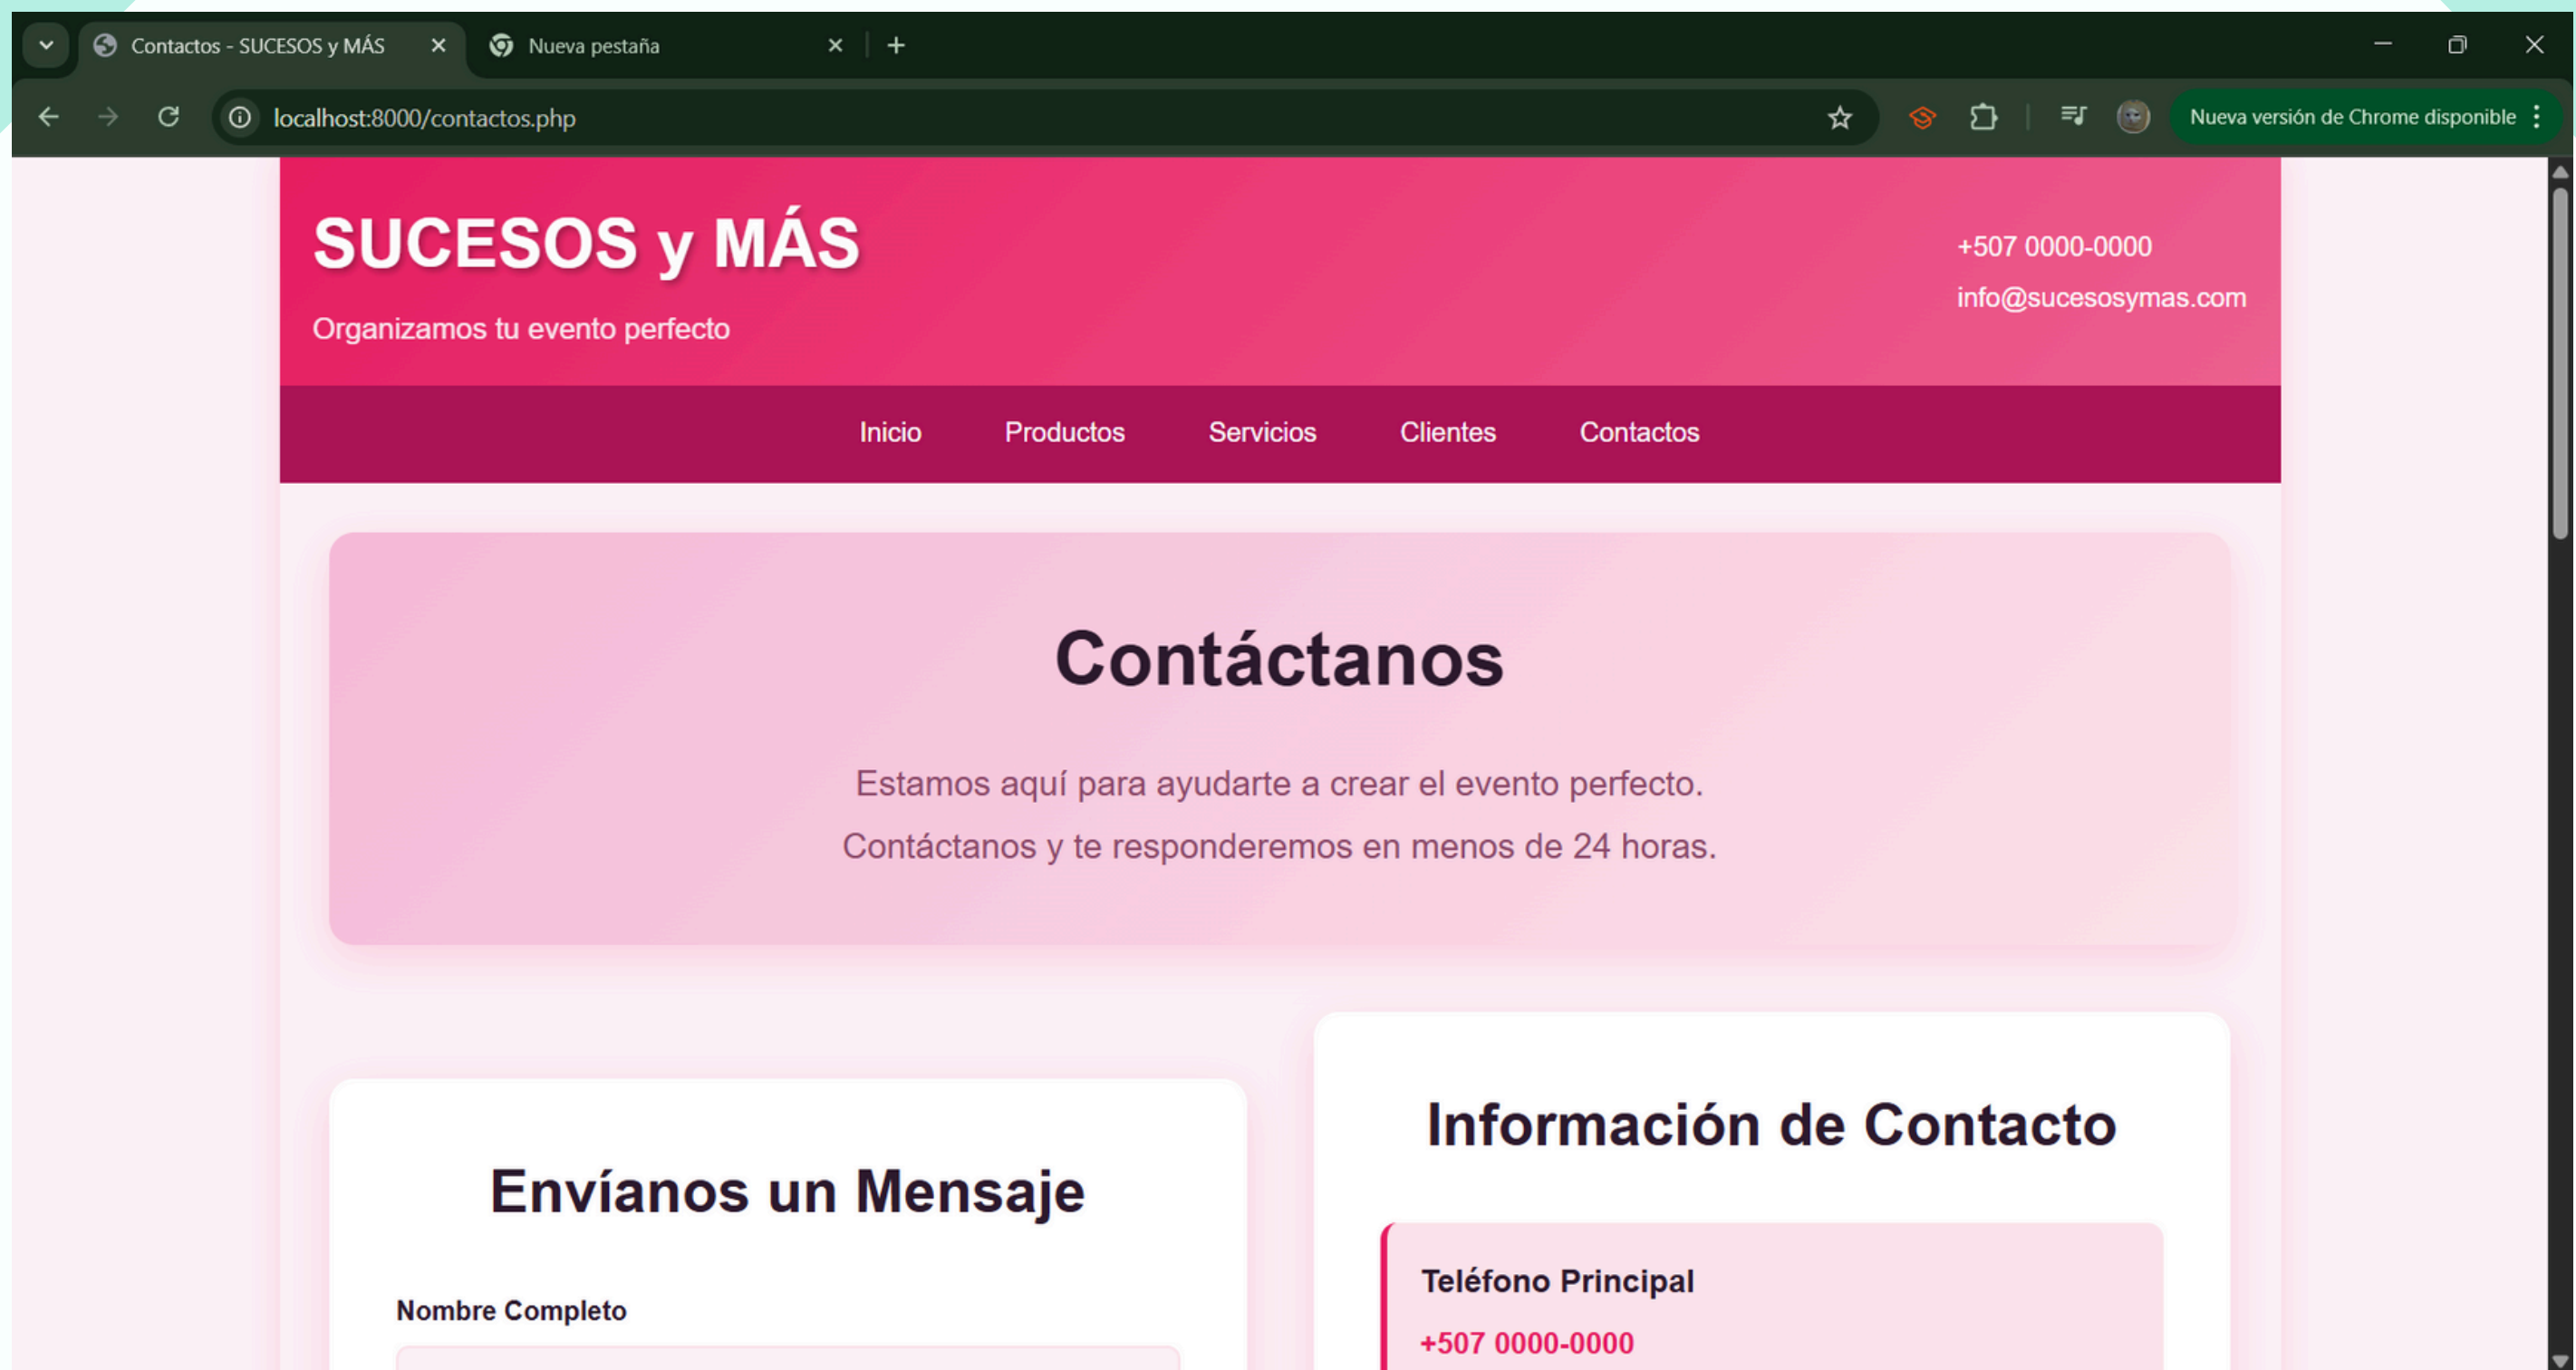 Contactos - SUCESOS y MÁS
Nueva pestaña
localhost:8000/contactos.php
Nueva versión de Chrome disponible
SUCESOS y MÁS
Organizamos tu evento perfecto
+507 0000-0000
info@sucesosymas.com
Inicio Productos Servicios Clientes Contactos
Contáctanos
Estamos aquí para ayudarte a crear el evento perfecto.
Contáctanos y te responderemos en menos de 24 horas.
Envíanos un Mensaje
Nombre Completo
Información de Contacto
Teléfono Principal
+507 0000-0000